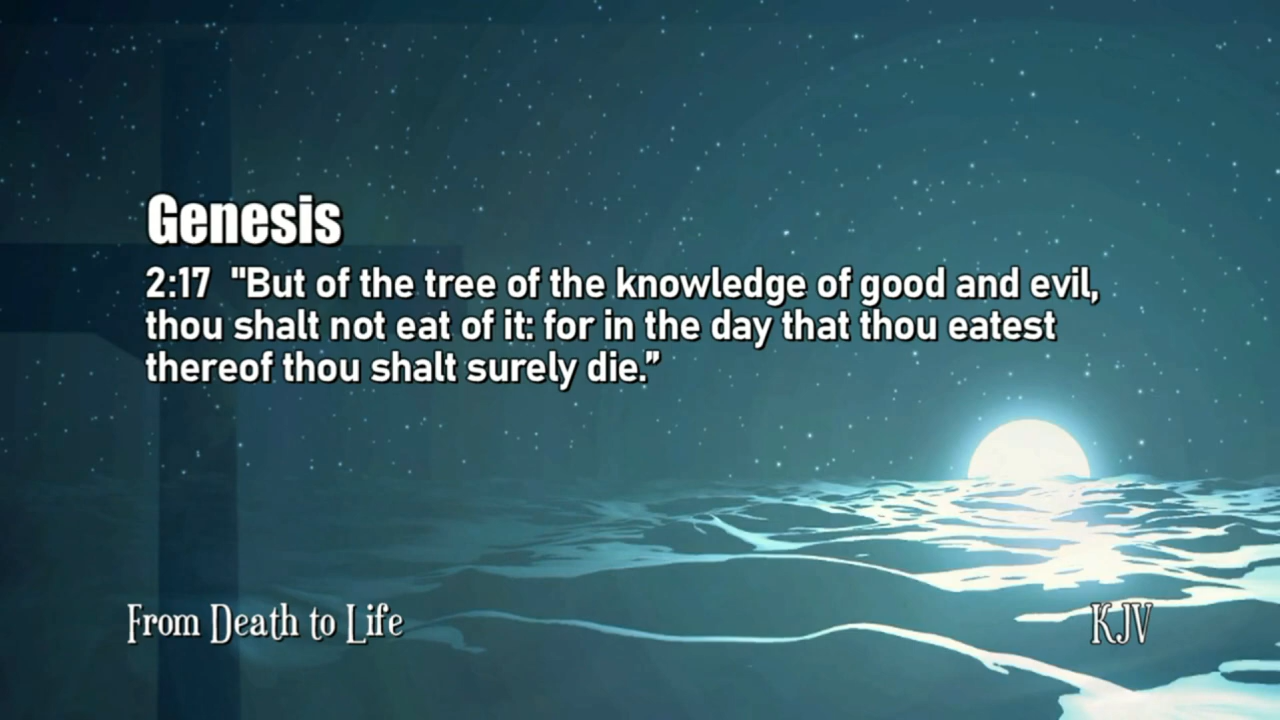 Genesis
2:17  "But of the tree of the knowledge of good and evil,
thou shalt not eat of it: for in the day that thou eatest
thereof thou shalt surely die.”
From Death to Life
KJV